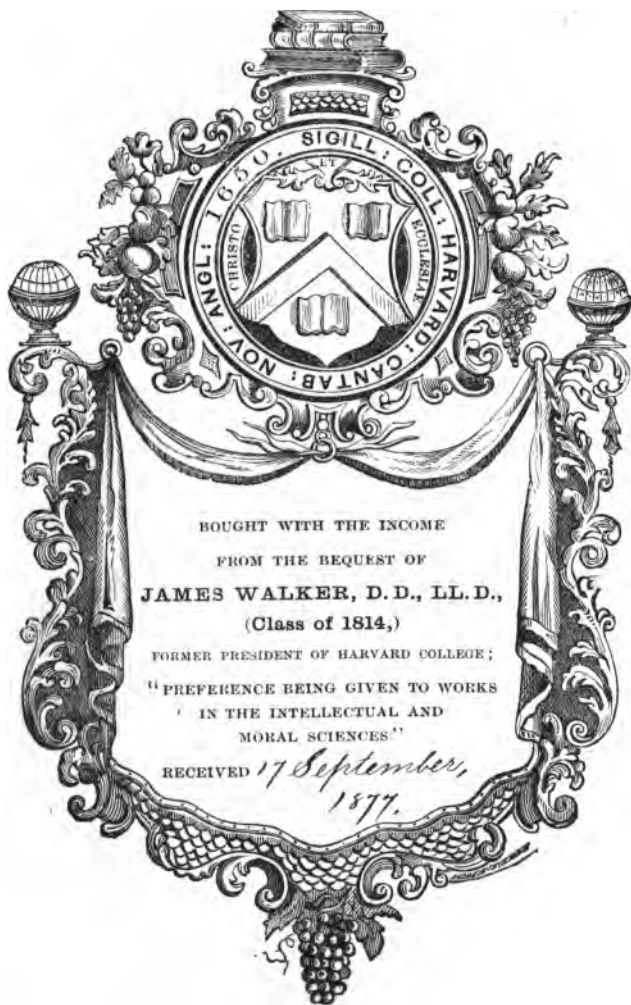 SIGILL: COLL: HARVARD: CANTAB: NOV: ANGL: 1650.
ET
CHRISTO
ECCLESIAE
BOUGHT WITH THE INCOME
FROM THE BEQUEST OF
JAMES WALKER, D.D., LL.D.,
(Class of 1814,)
FORMER PRESIDENT OF HARVARD COLLEGE;
"PREFERENCE BEING GIVEN TO WORKS
' IN THE INTELLECTUAL AND
MORAL SCIENCES."
RECEIVED 17 September,
1877.